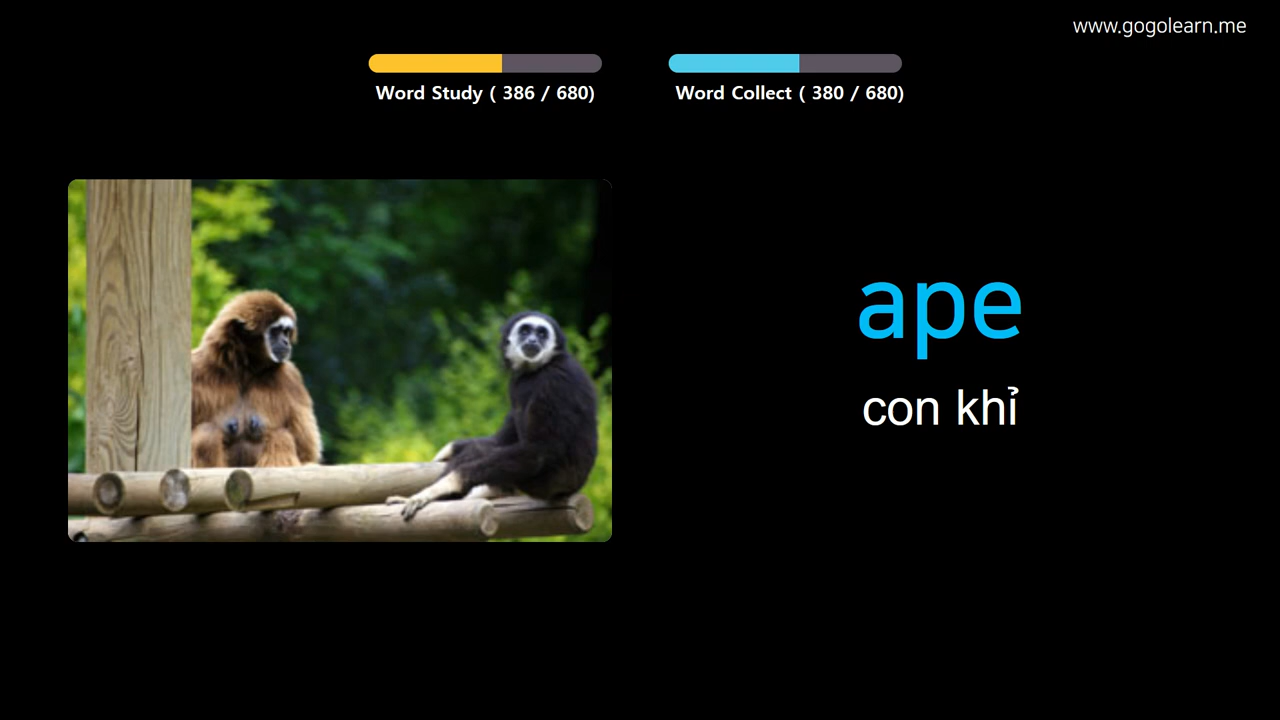 www.gogolearn.me
Word Study ( 386 / 680)
Word Collect ( 380 / 680)
ape
con khỉ